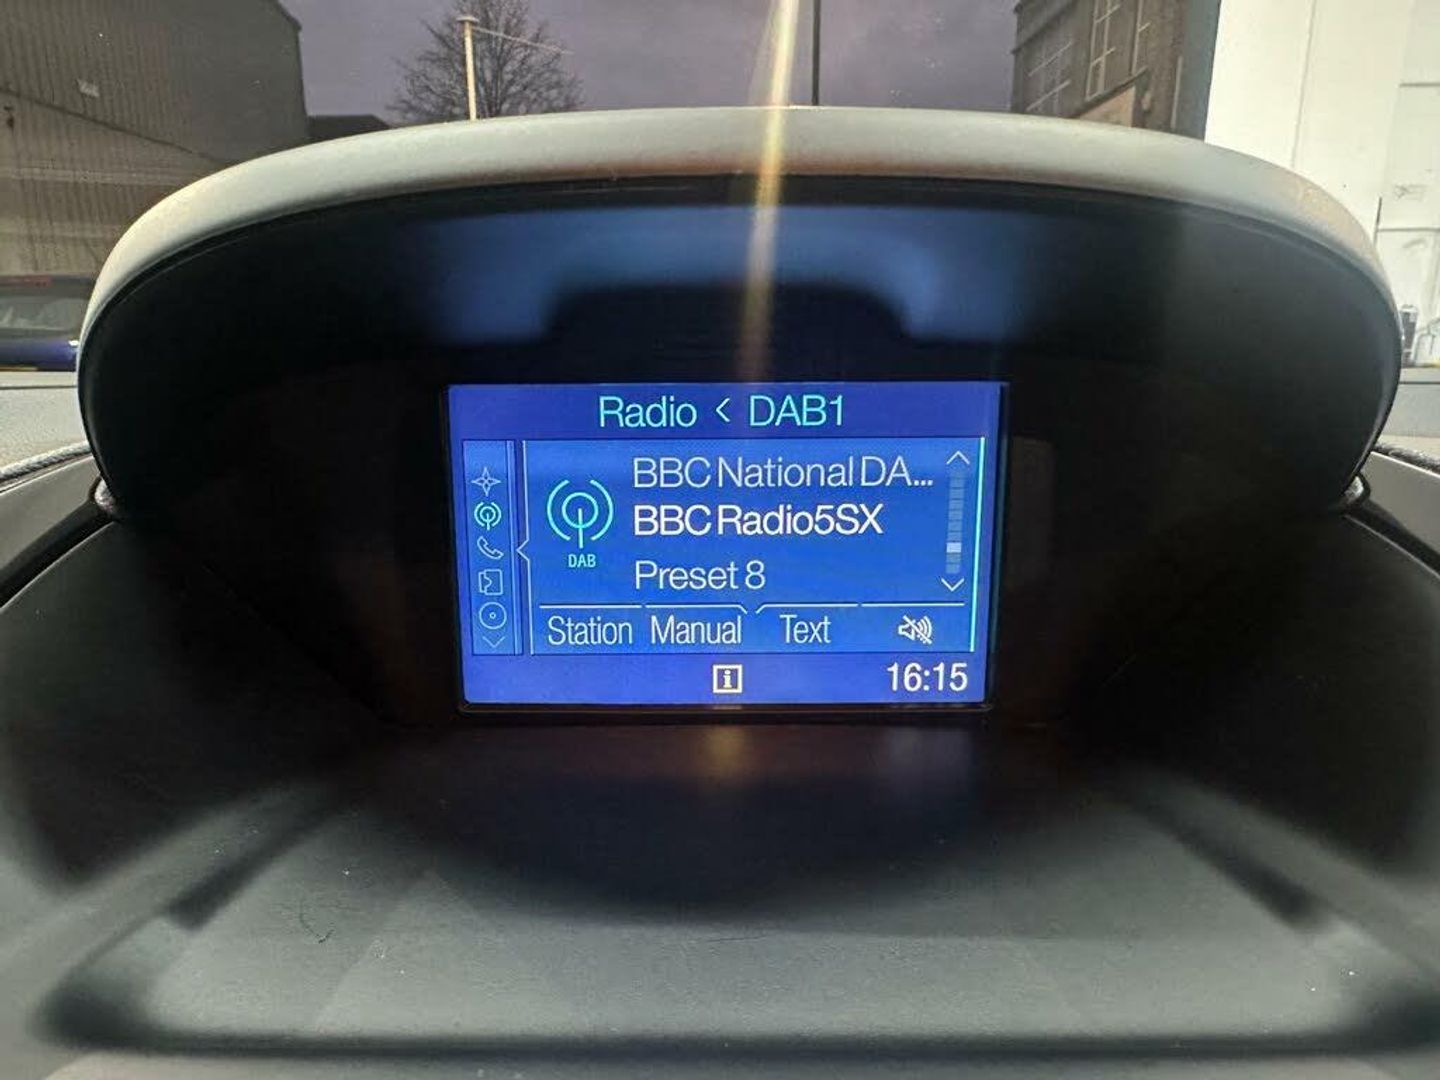 Radio < DAB1
BBC National DA...
BBC Radio5SX
DAB
Preset 8
Station Manual Text
i 16:15